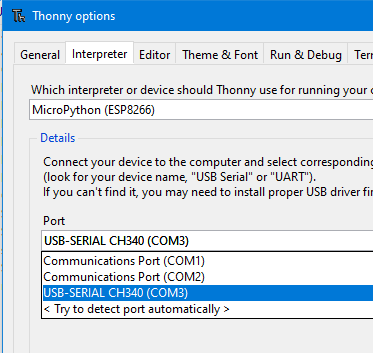 Thonny options
General Interpreter Editor Theme & Font Run & Debug
Which interpreter or device should Thonny use for running your
MicroPython (ESP8266)
Details
Connect your device to the computer and select corresponding
(look for your device name, "USB Serial" or "UART").
If you can't find it, you may need to install proper USB driver
Port
USB-SERIAL CH340 (COM3)
Communications Port (COM1)
Communications Port (COM2)
USB-SERIAL CH340 (COM3)
< Try to detect port automatically >